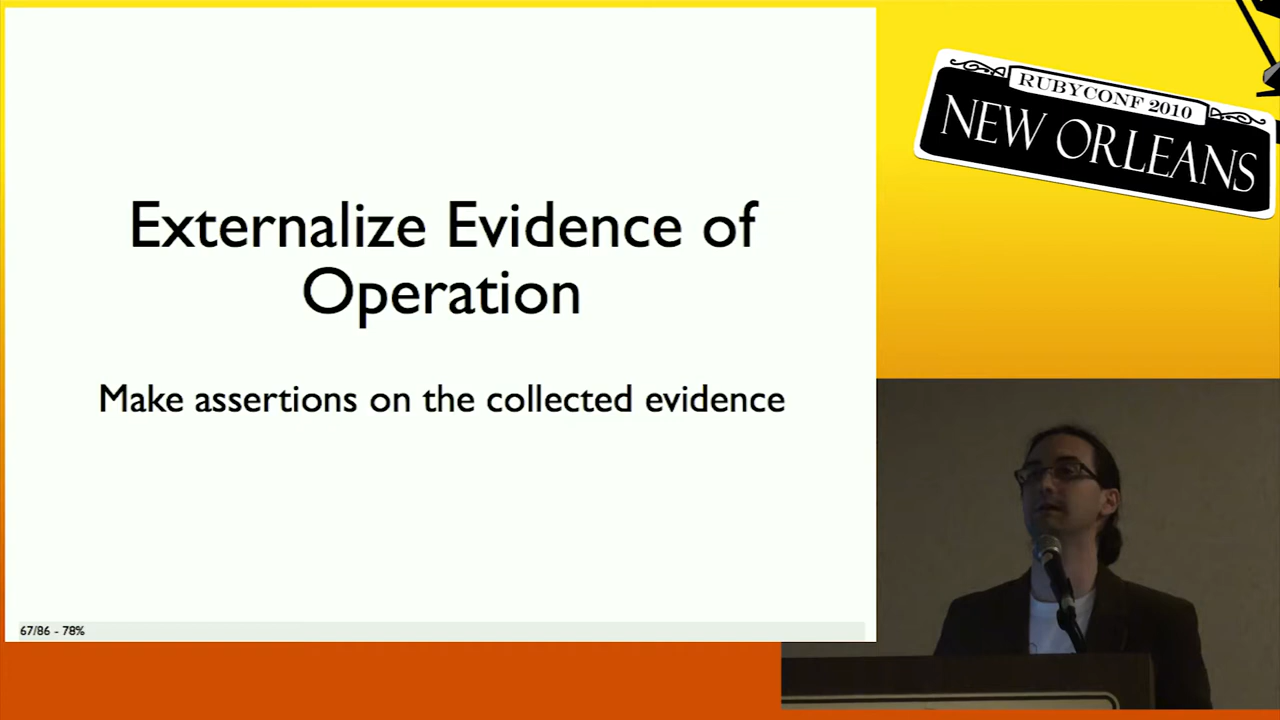 Externalize Evidence of
Operation
Make assertions on the collected evidence
67/86 - 78%
RUBYCONF 2010
NEW ORLEANS